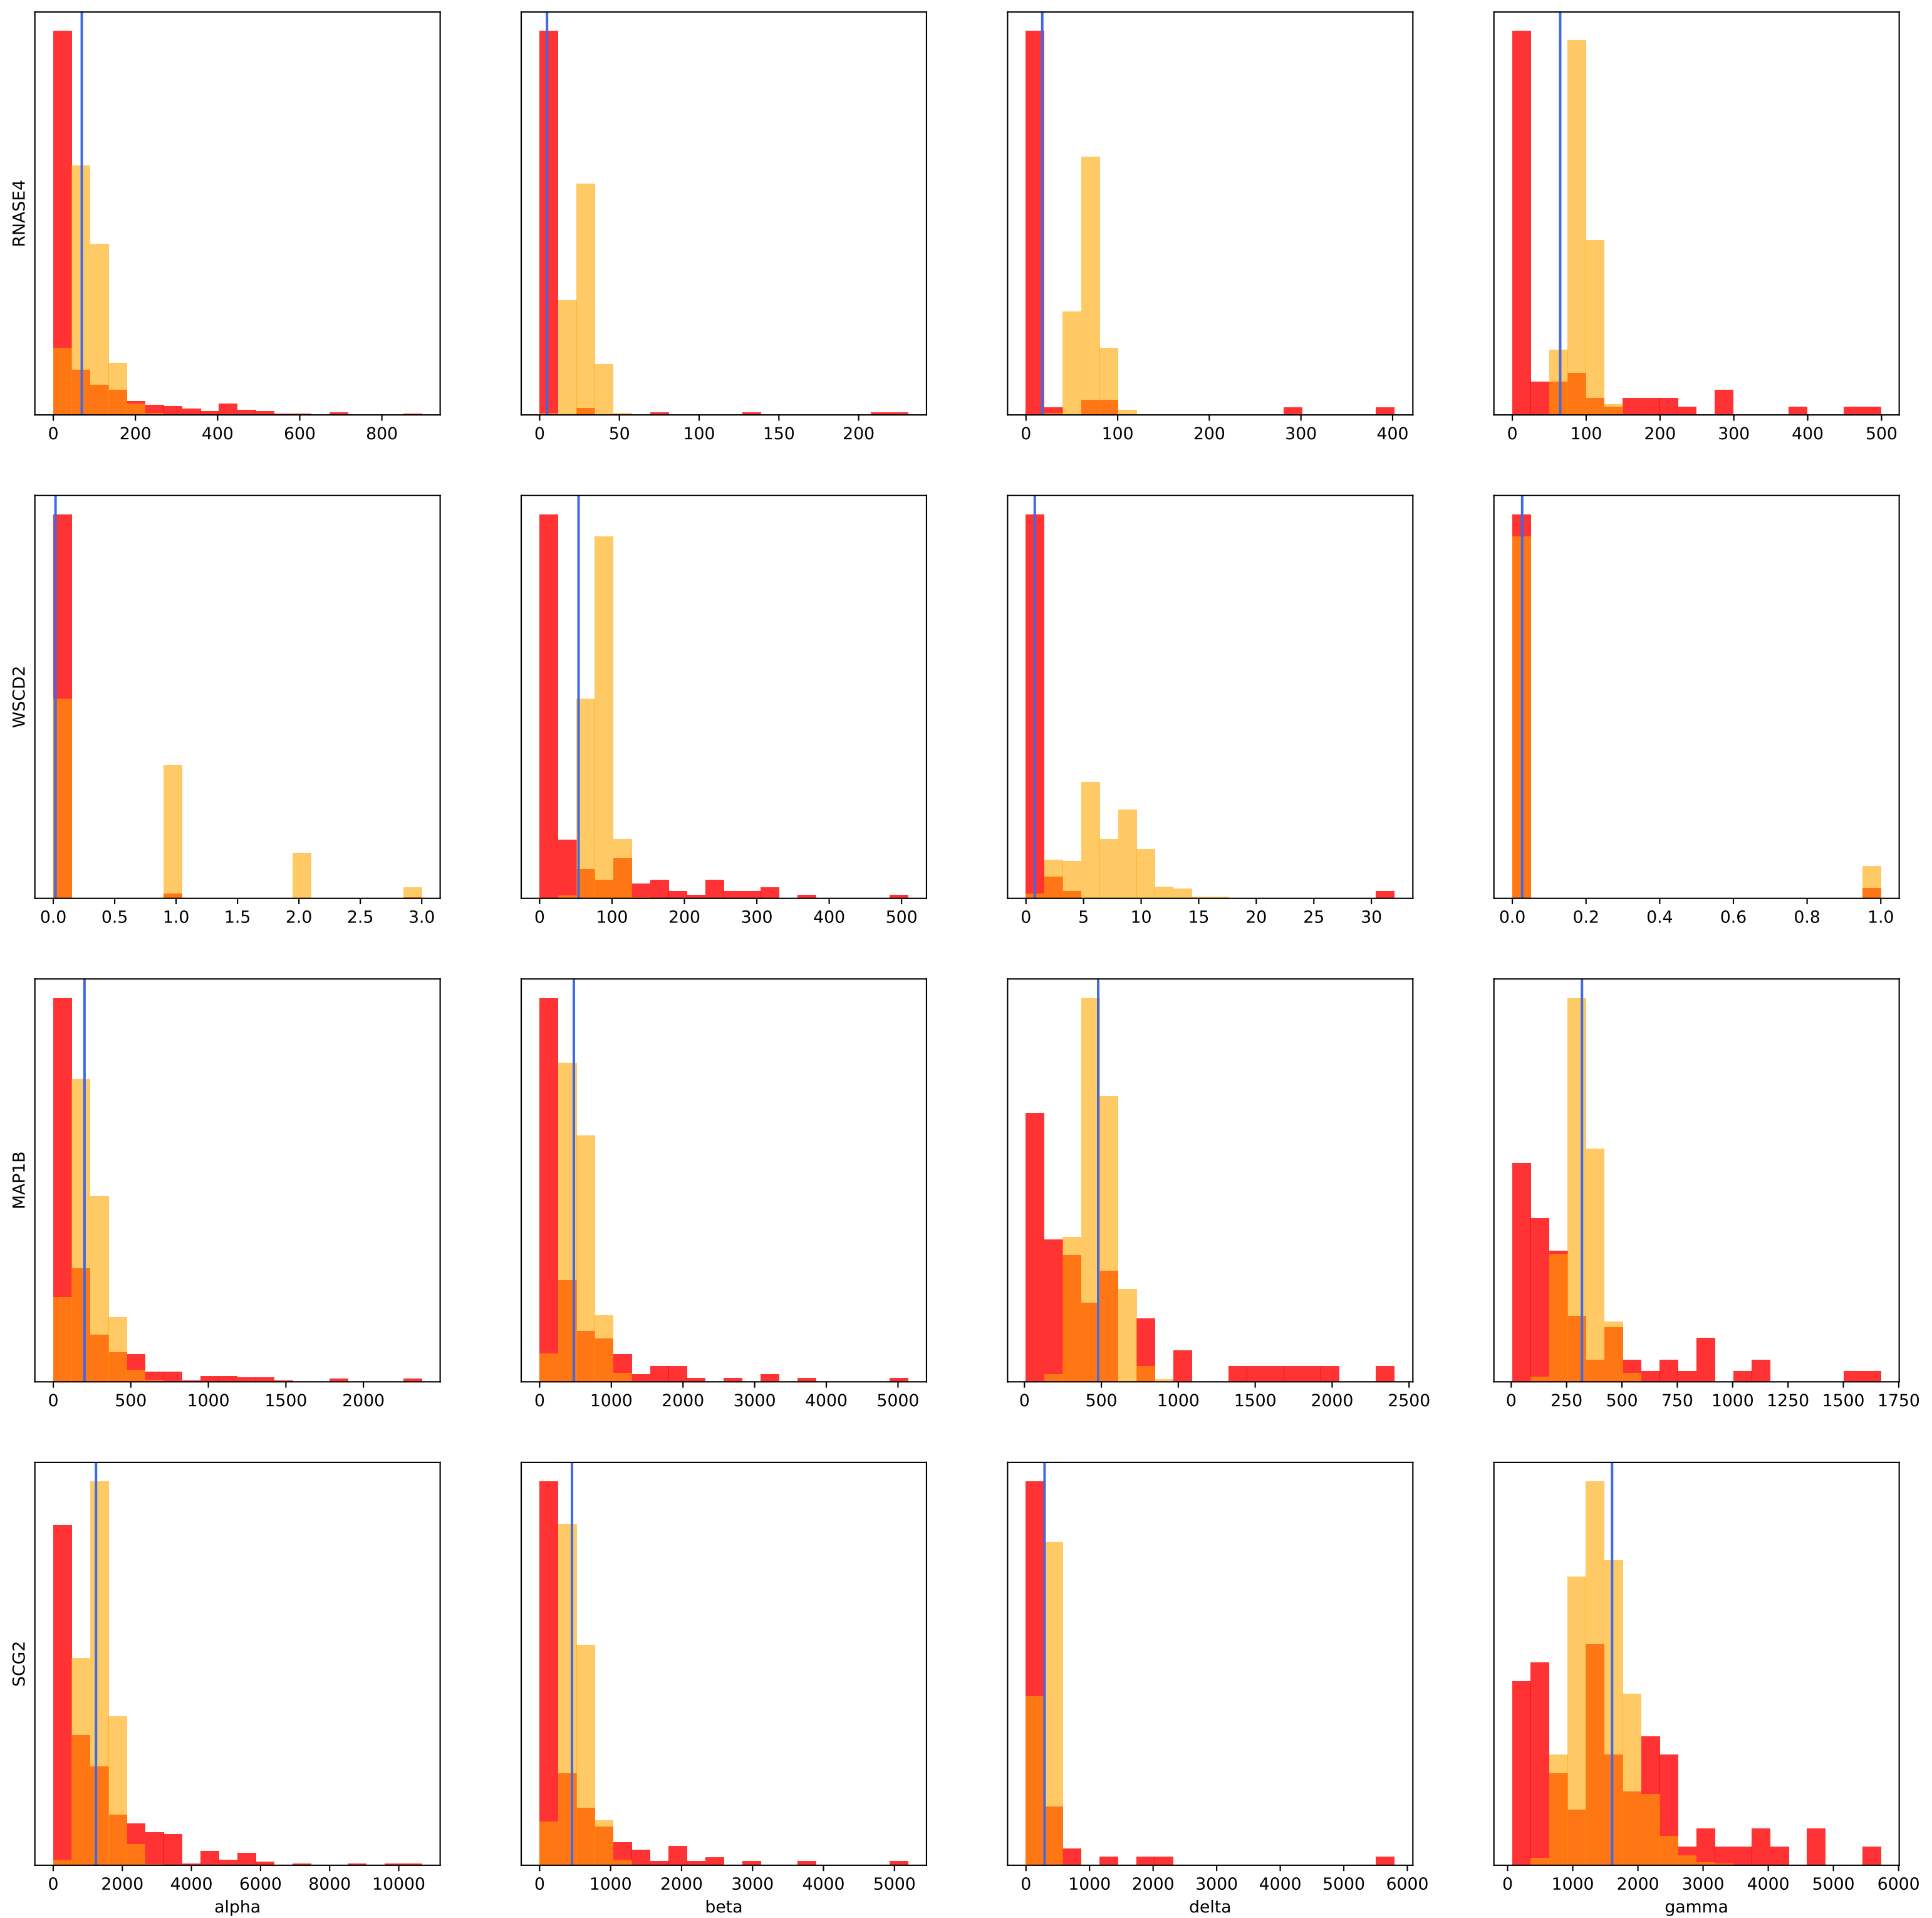 RNASE4
0 200 400 600 800
0 50 100 150 200
0 100 200 300 400
0 100 200 300 400 500
WSCD2
0.0 0.5 1.0 1.5 2.0 2.5 3.0
0 100 200 300 400 500
0 5 10 15 20 25 30
0.0 0.2 0.4 0.6 0.8 1.0
MAP1B
0 500 1000 1500 2000
0 1000 2000 3000 4000 5000
0 500 1000 1500 2000 2500
0 250 500 750 1000 1250 1500 1750
SCG2
0 2000 4000 6000 8000 10000
0 1000 2000 3000 4000 5000
0 1000 2000 3000 4000 5000 6000
0 1000 2000 3000 4000 5000 6000
alpha
beta
delta
gamma